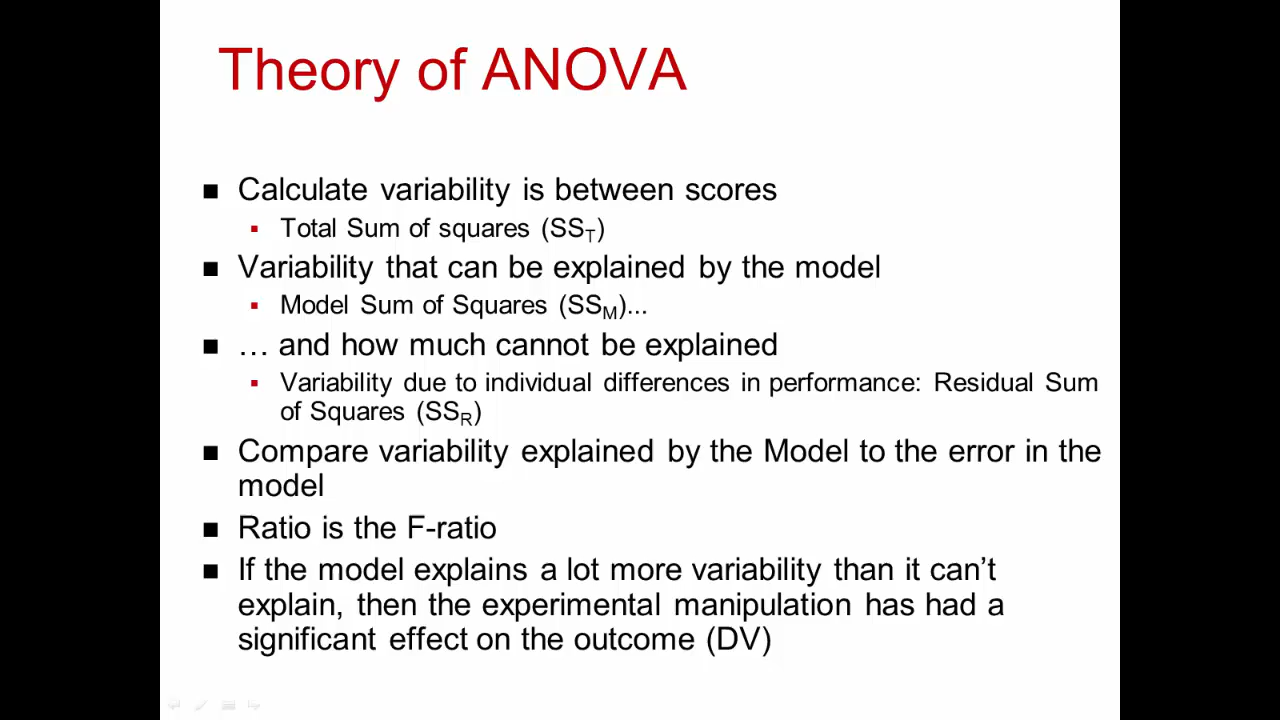 Theory of ANOVA
■ Calculate variability is between scores
▪ Total Sum of squares (SS_T)
■ Variability that can be explained by the model
▪ Model Sum of Squares (SS_M)...
■ … and how much cannot be explained
▪ Variability due to individual differences in performance: Residual Sum
of Squares (SS_R)
■ Compare variability explained by the Model to the error in the
model
■ Ratio is the F-ratio
■ If the model explains a lot more variability than it can’t
explain, then the experimental manipulation has had a
significant effect on the outcome (DV)